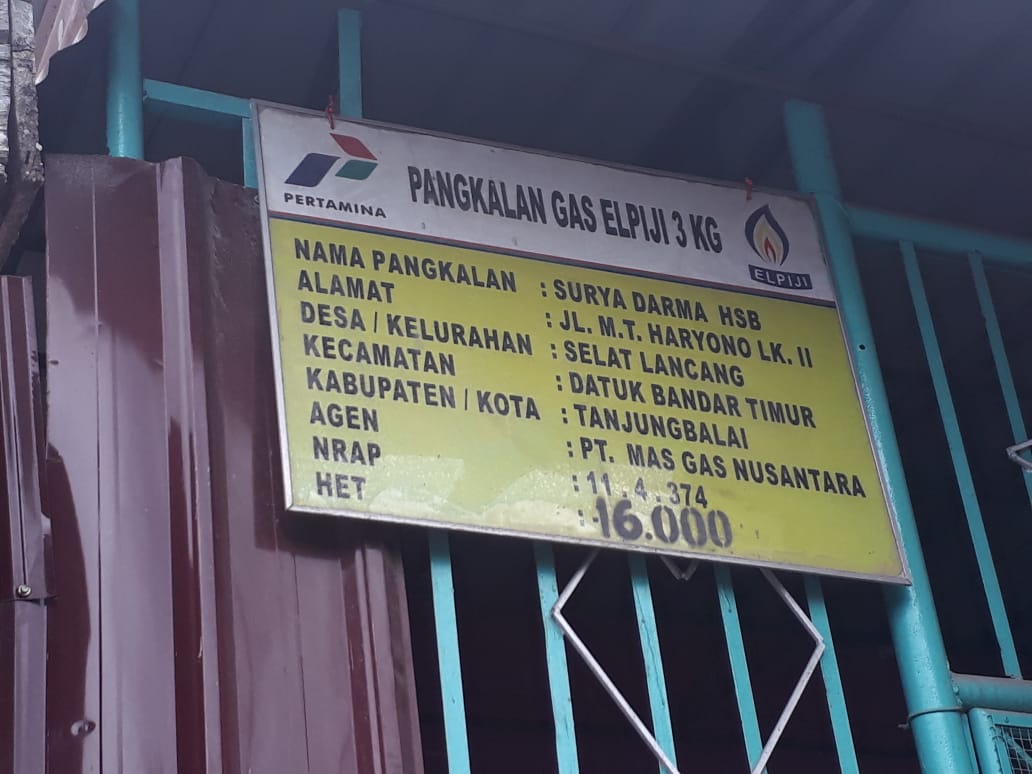 PERTAMINA
PANGKALAN GAS ELPIJI 3 KG
ELPIJI
NAMA PANGKALAN : SURYA DARMA HSB
ALAMAT : JL. M.T. HARYONO LK. II
DESA / KELURAHAN : SELAT LANCANG
KECAMATAN : DATUK BANDAR TIMUR
KABUPATEN / KOTA : TANJUNGBALAI
AGEN : PT. MAS GAS NUSANTARA
NRAP : 11.4.374
HET : 16.000